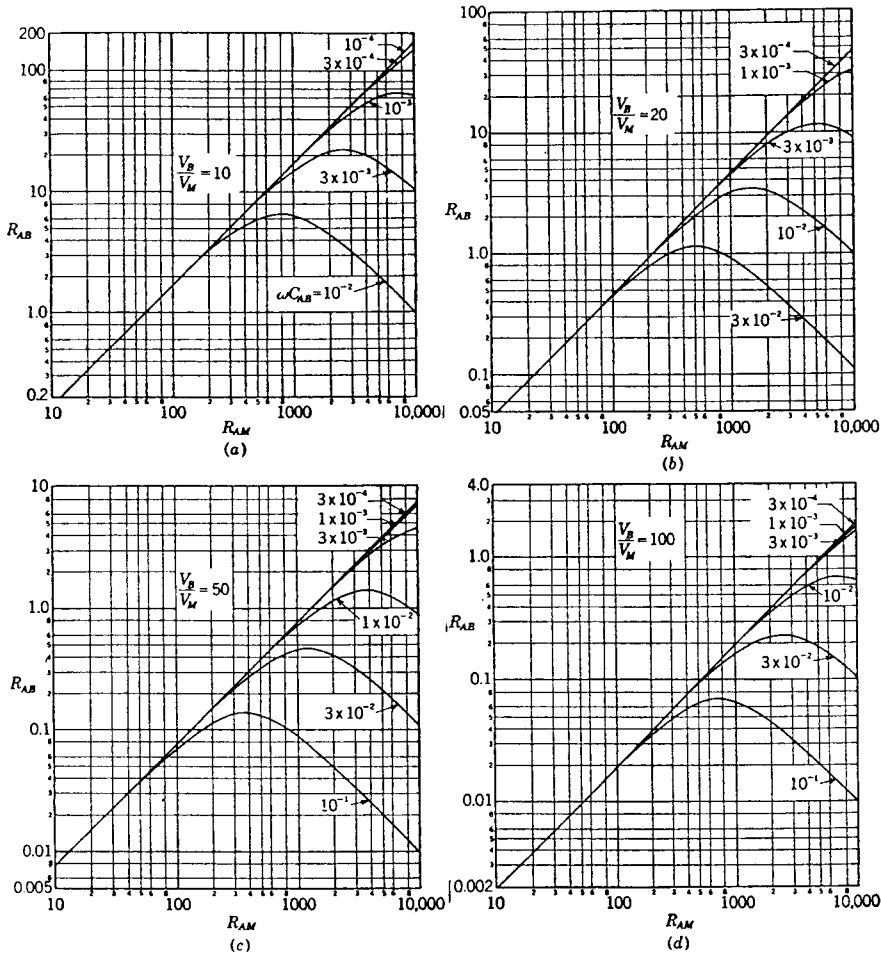 200
100
10
1.0
0.2
R_AB
V_B/V_M = 10
10⁻⁴
3×10⁻⁴
10⁻³
3×10⁻³
ωC_AB=10⁻²
10 100 1000 10,000
R_AM
(a)
100
10
1.0
0.1
0.05
R_AB
V_B/V_M = 20
3×10⁻⁴
1×10⁻³
3×10⁻³
10⁻²
3×10⁻²
10 100 1000 10,000
R_AM
(b)
10
1.0
0.1
0.01
0.005
R_AB
V_B/V_M = 50
3×10⁻⁴
1×10⁻³
3×10⁻³
1×10⁻²
3×10⁻²
10⁻¹
10 100 1000 10,000
R_AM
(c)
4.0
1.0
0.1
0.01
0.002
R_AB
V_B/V_M = 100
3×10⁻⁴
1×10⁻³
3×10⁻³
10⁻²
3×10⁻²
10⁻¹
10 100 1000 10,000
R_AM
(d)